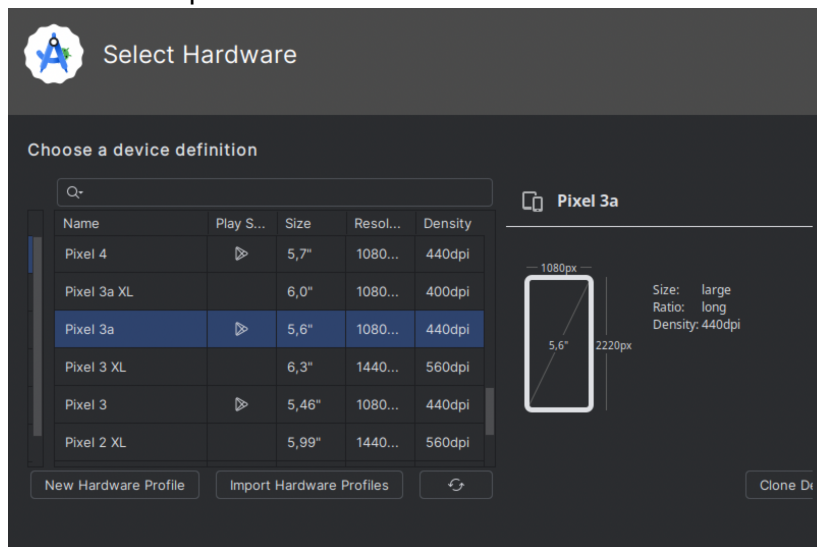 Select Hardware
Choose a device definition
Name Play S... Size Resol... Density
Pixel 4 5,7" 1080... 440dpi
Pixel 3a XL 6,0" 1080... 400dpi
Pixel 3a 5,6" 1080... 440dpi
Pixel 3 XL 6,3" 1440... 560dpi
Pixel 3 5,46" 1080... 440dpi
Pixel 2 XL 5,99" 1440... 560dpi
New Hardware Profile Import Hardware Profiles
Pixel 3a
1080px
5,6" 2220px
Size: large
Ratio: long
Density: 440dpi
Clone